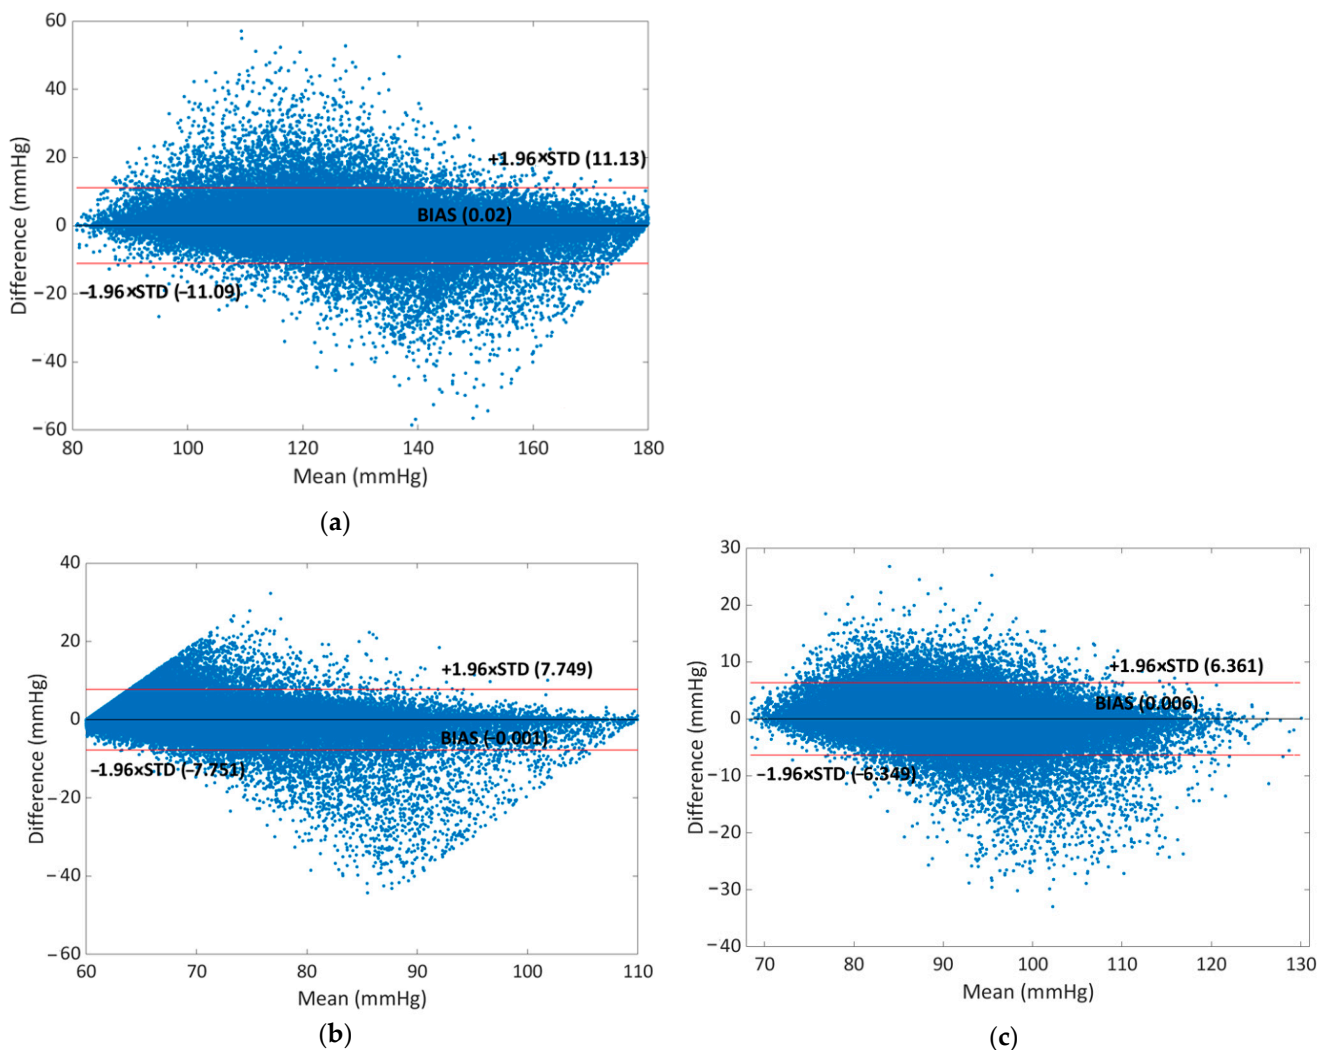 60
40
20
0
−20
−40
−60
Difference (mmHg)
+1.96×STD (11.13)
BIAS (0.02)
−1.96×STD (−11.09)
80 100 120 140 160 180
Mean (mmHg)
(a)
40
20
0
−20
−40
−60
Difference (mmHg)
+1.96×STD (7.749)
BIAS (−0.001)
−1.96×STD (−7.751)
60 70 80 90 100 110
Mean (mmHg)
(b)
30
20
10
0
−10
−20
−30
−40
Difference (mmHg)
+1.96×STD (6.361)
BIAS (0.006)
−1.96×STD (−6.349)
70 80 90 100 110 120 130
Mean (mmHg)
(c)